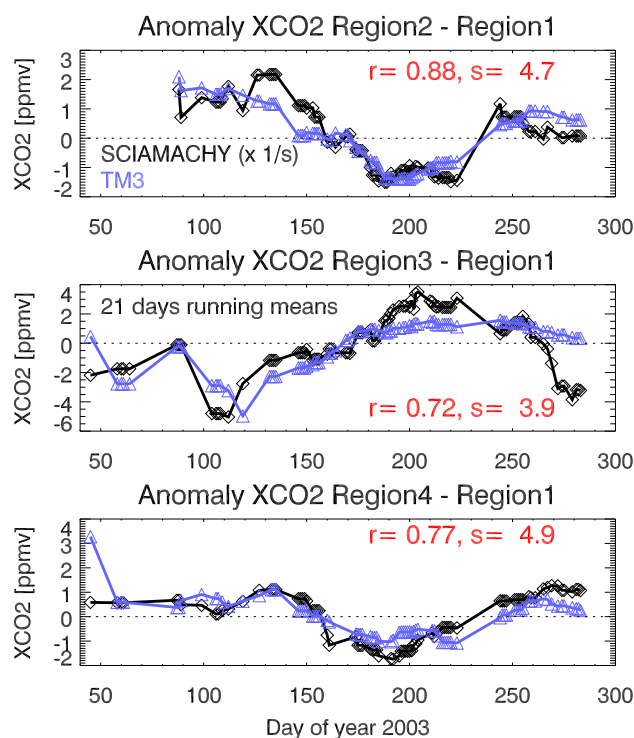 Anomaly XCO2 Region2 - Region1
XCO2 [ppmv]
3
2
1
0
-1
-2
r= 0.88, s= 4.7
SCIAMACHY (x 1/s)
TM3
50 100 150 200 250 300
Anomaly XCO2 Region3 - Region1
XCO2 [ppmv]
4
2
0
-2
-4
-6
21 days running means
r= 0.72, s= 3.9
50 100 150 200 250 300
Anomaly XCO2 Region4 - Region1
XCO2 [ppmv]
4
3
2
1
0
-1
-2
r= 0.77, s= 4.9
50 100 150 200 250 300
Day of year 2003